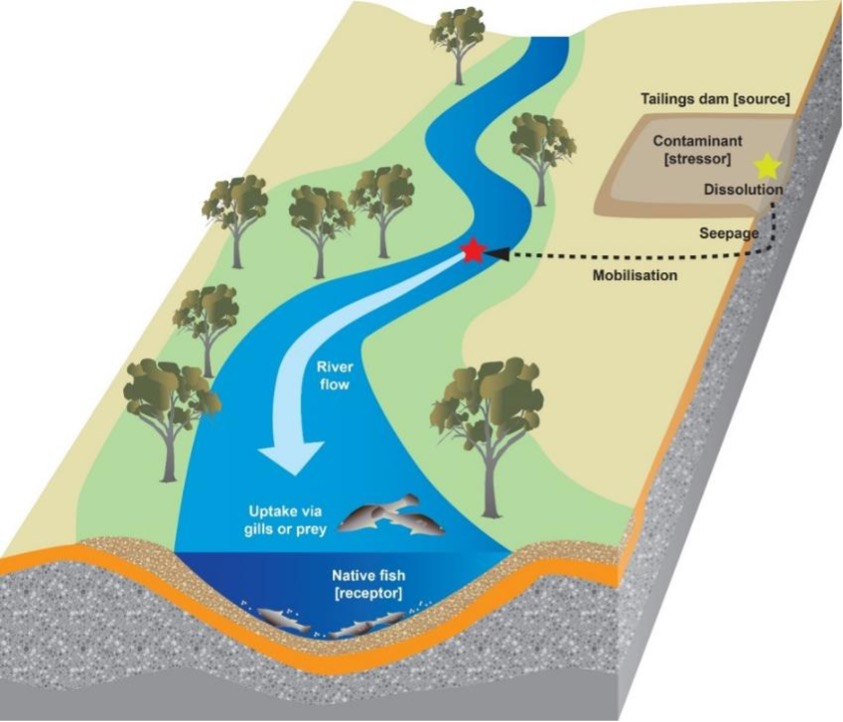 Tailings dam [source]
Contaminant
[stressor]
Dissolution
Seepage
Mobilisation
River
flow
Uptake via
gills or prey
Native fish
[receptor]